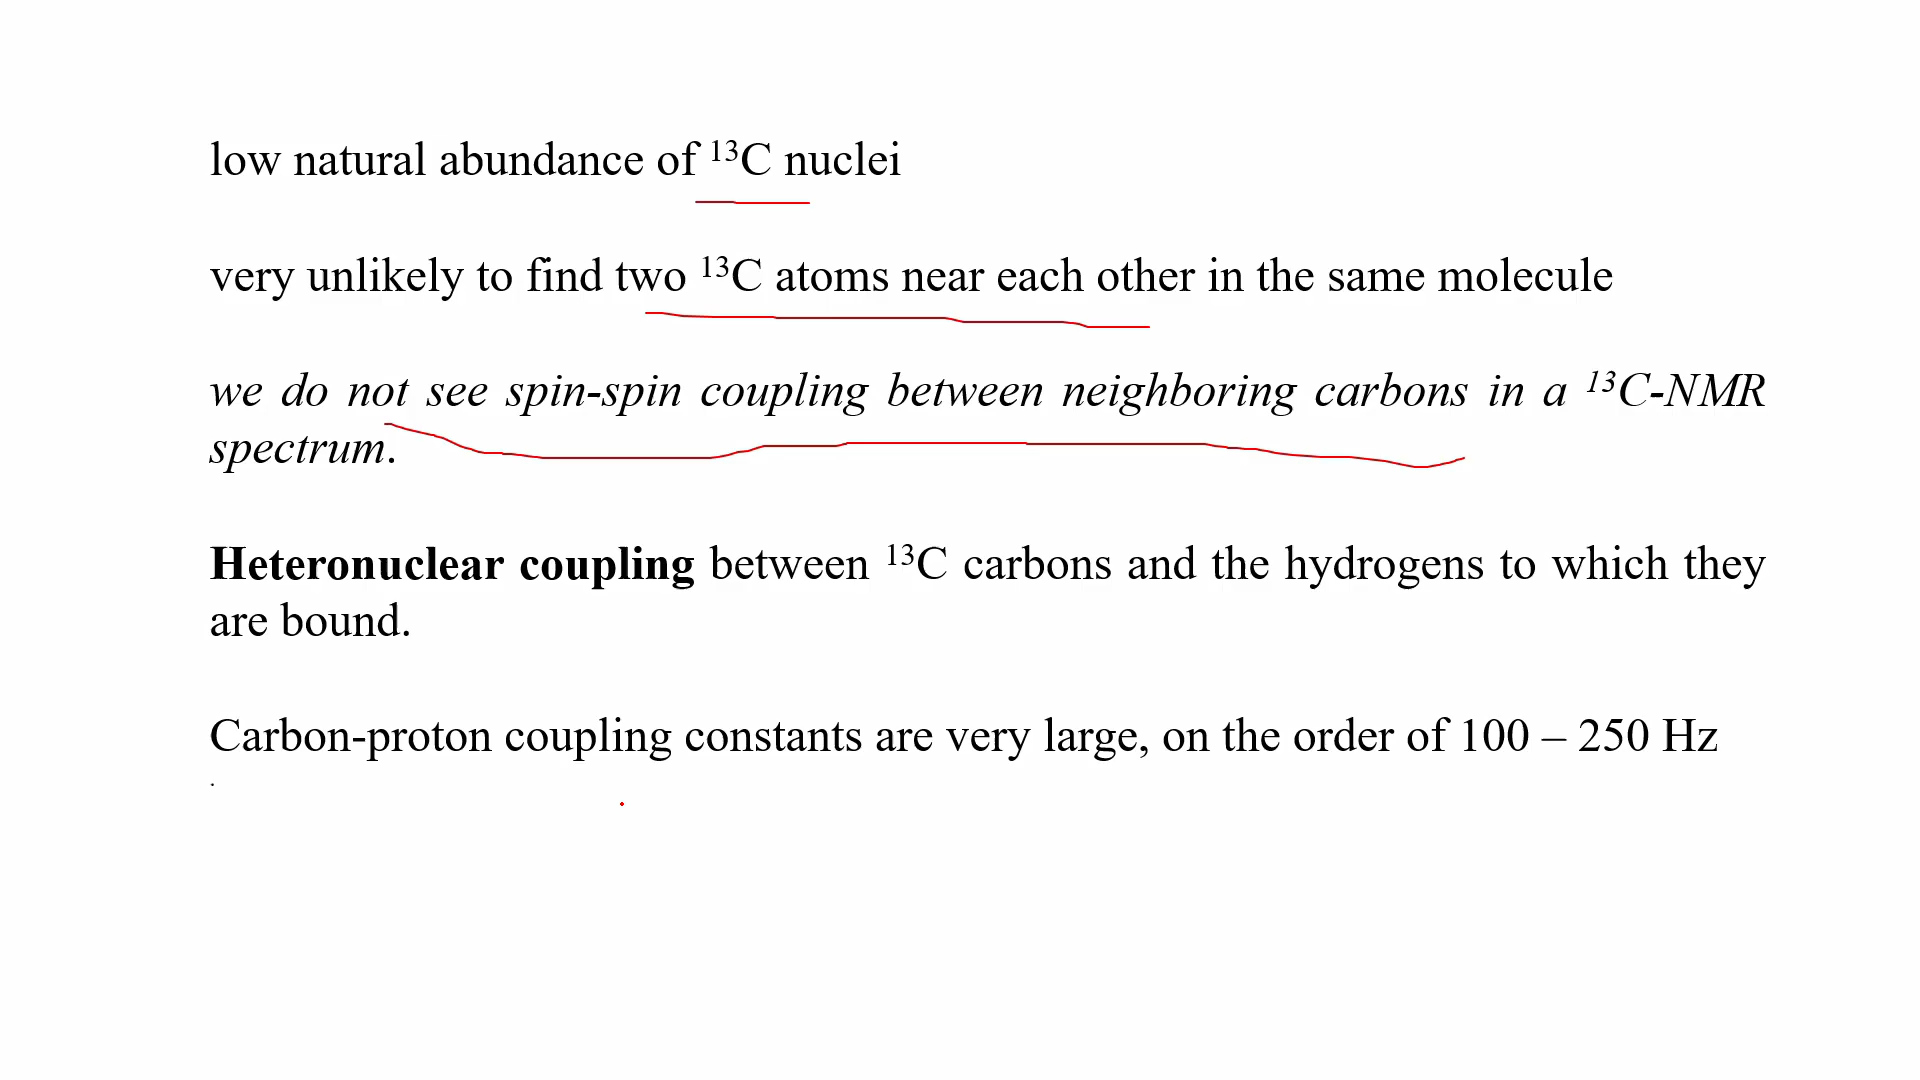 low natural abundance of ¹³C nuclei
very unlikely to find two ¹³C atoms near each other in the same molecule
we do not see spin-spin coupling between neighboring carbons in a ¹³C-NMR
spectrum.
Heteronuclear coupling between ¹³C carbons and the hydrogens to which they
are bound.
Carbon-proton coupling constants are very large, on the order of 100 – 250 Hz
.